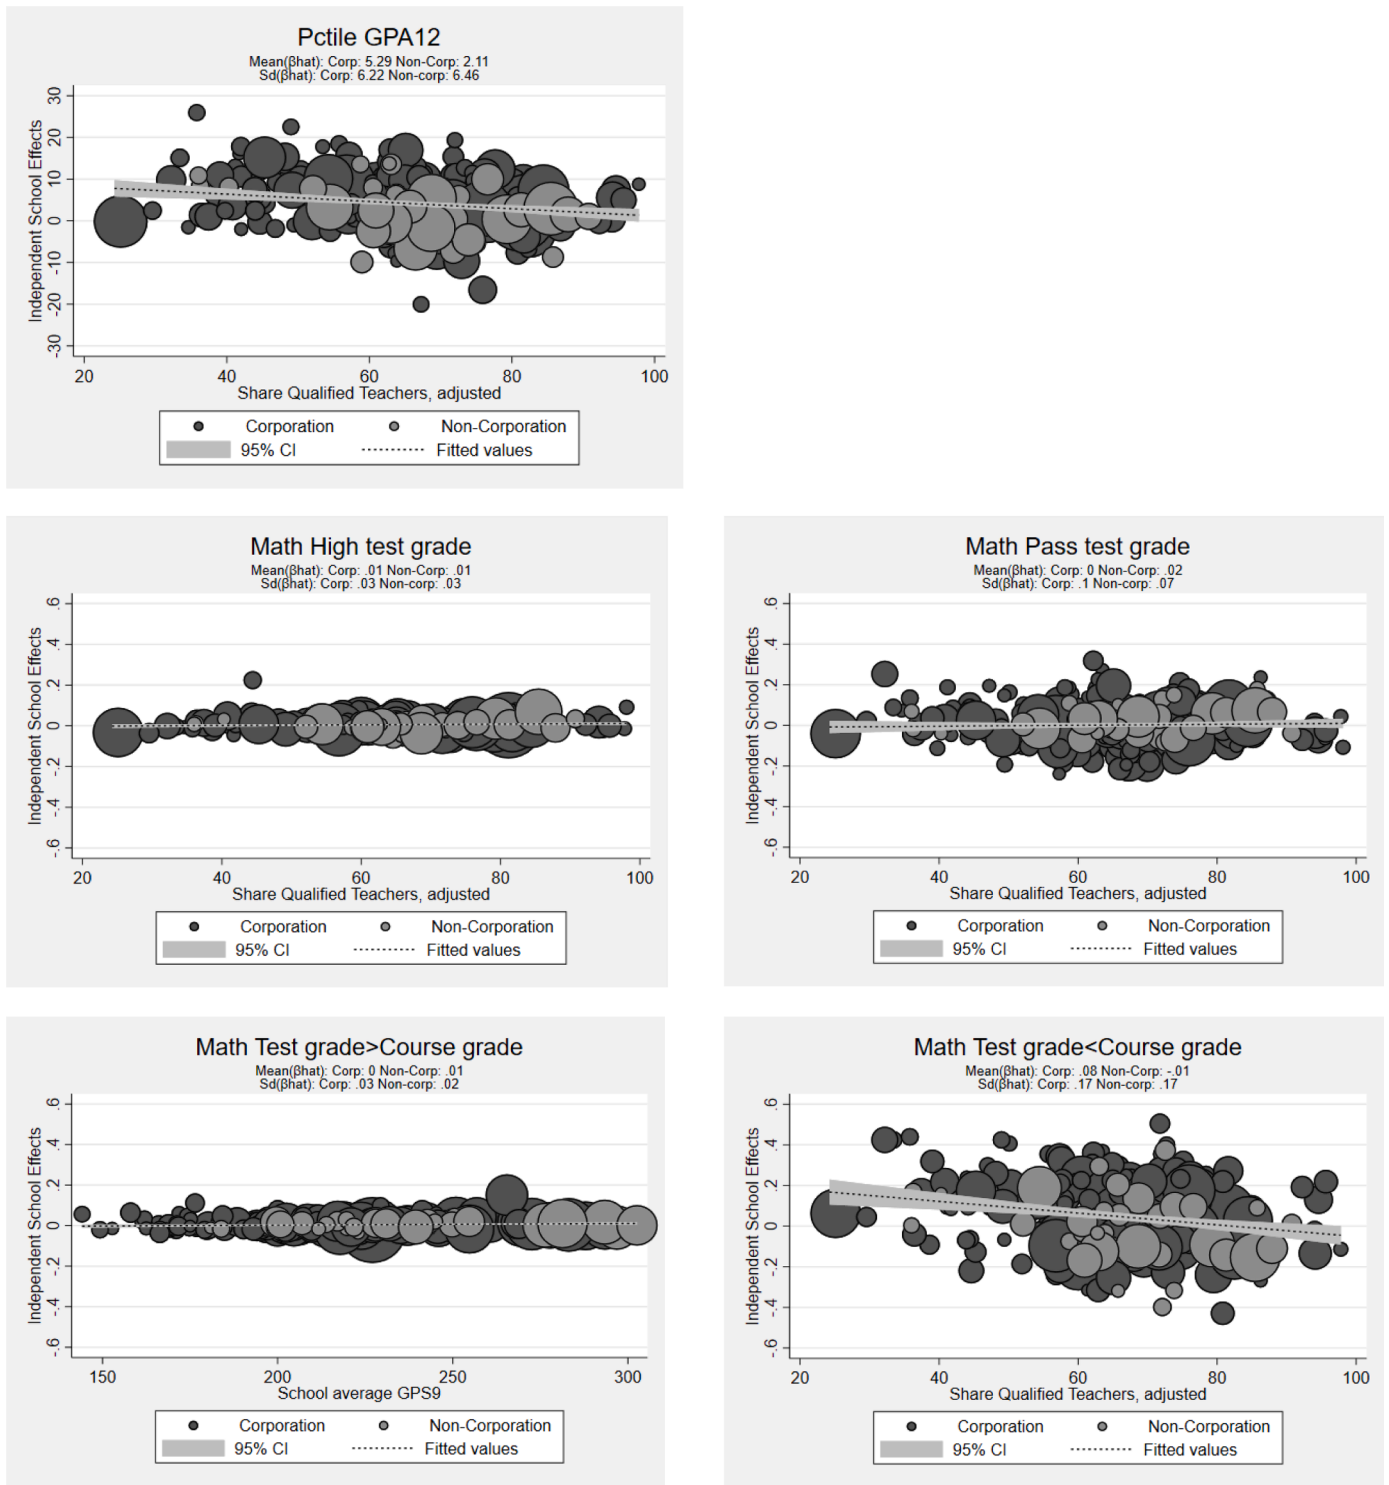 Pctile GPA12
Mean(βhat): Corp: 5.29 Non-Corp: 2.11
Sd(βhat): Corp: 6.22 Non-corp: 6.46
Independent School Effects
30
20
10
0
-10
-20
-30
20 40 60 80 100
Share Qualified Teachers, adjusted
Corporation Non-Corporation
95% CI Fitted values
Math High test grade
Mean(βhat): Corp: .01 Non-Corp: .01
Sd(βhat): Corp: .03 Non-corp: .03
Independent School Effects
.6
.4
.2
0
-.2
-.4
-.6
20 40 60 80 100
Share Qualified Teachers, adjusted
Corporation Non-Corporation
95% CI Fitted values
Math Pass test grade
Mean(βhat): Corp: 0 Non-Corp: .02
Sd(βhat): Corp: .1 Non-corp: .07
Independent School Effects
.6
.4
.2
0
-.2
-.4
-.6
20 40 60 80 100
Share Qualified Teachers, adjusted
Corporation Non-Corporation
95% CI Fitted values
Math Test grade>Course grade
Mean(βhat): Corp: 0 Non-Corp: .01
Sd(βhat): Corp: .03 Non-corp: .02
Independent School Effects
.6
.4
.2
0
-.2
-.4
-.6
150 200 250 300
School average GPS9
Corporation Non-Corporation
95% CI Fitted values
Math Test grade<Course grade
Mean(βhat): Corp: .08 Non-Corp: -.01
Sd(βhat): Corp: .17 Non-corp: .17
Independent School Effects
.6
.4
.2
0
-.2
-.4
-.6
20 40 60 80 100
Share Qualified Teachers, adjusted
Corporation Non-Corporation
95% CI Fitted values